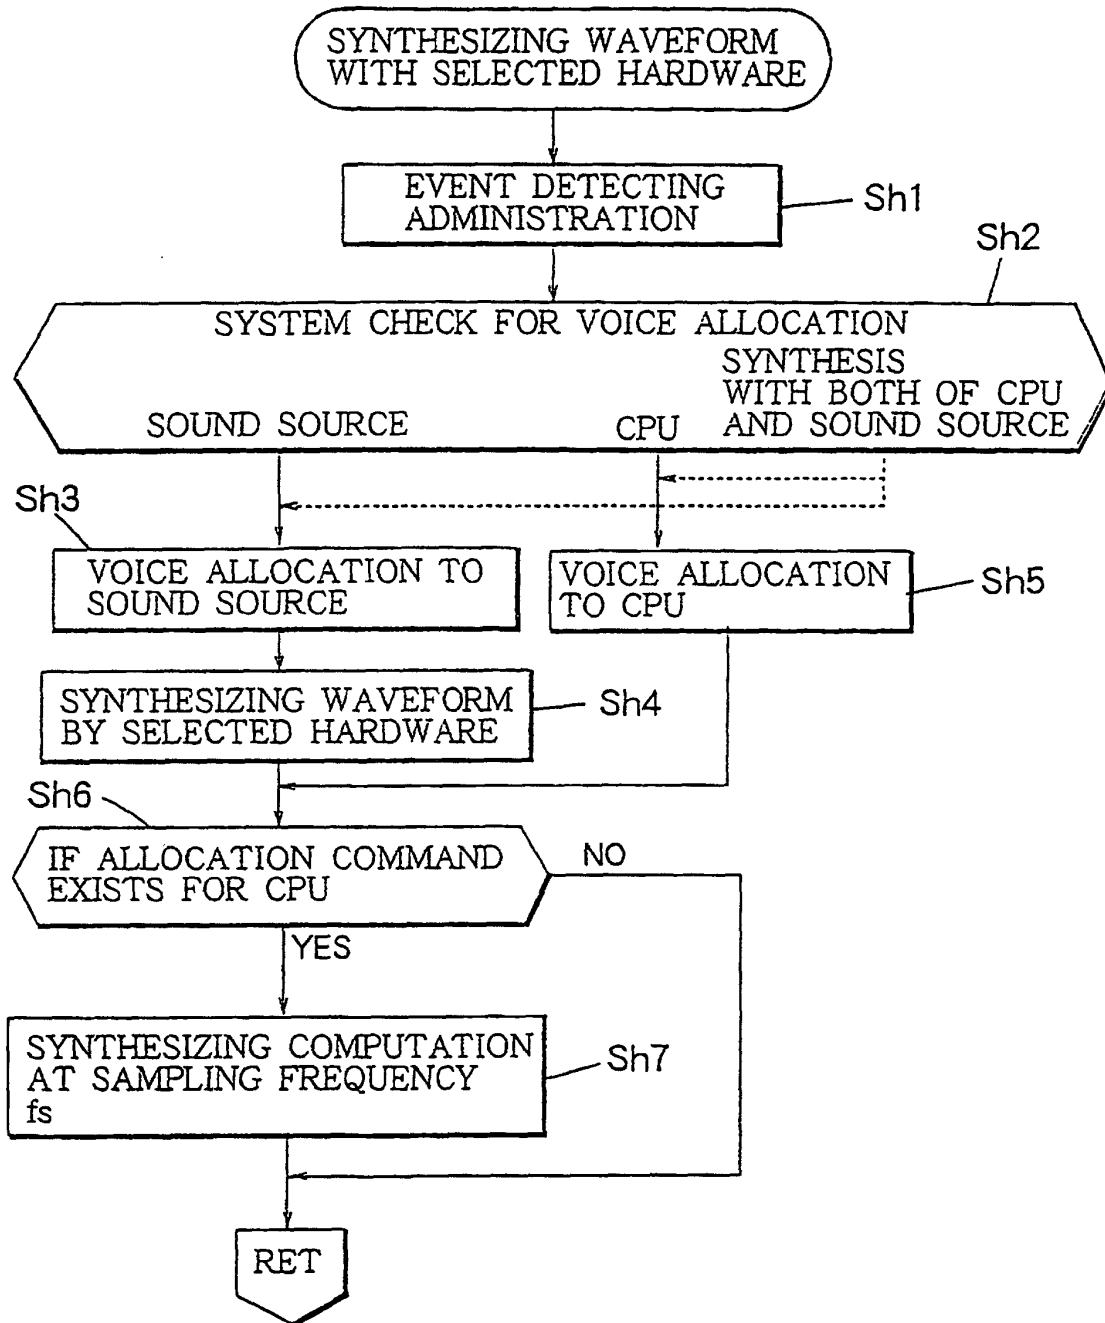 SYNTHESIZING WAVEFORM
WITH SELECTED HARDWARE
EVENT DETECTING
ADMINISTRATION
Sh1
Sh2
SYSTEM CHECK FOR VOICE ALLOCATION
SYNTHESIS
WITH BOTH OF CPU
AND SOUND SOURCE
SOUND SOURCE
CPU
Sh3
VOICE ALLOCATION TO
SOUND SOURCE
VOICE ALLOCATION
TO CPU
Sh5
SYNTHESIZING WAVEFORM
BY SELECTED HARDWARE
Sh4
Sh6
IF ALLOCATION COMMAND
EXISTS FOR CPU
NO
YES
SYNTHESIZING COMPUTATION
AT SAMPLING FREQUENCY
fs
Sh7
RET